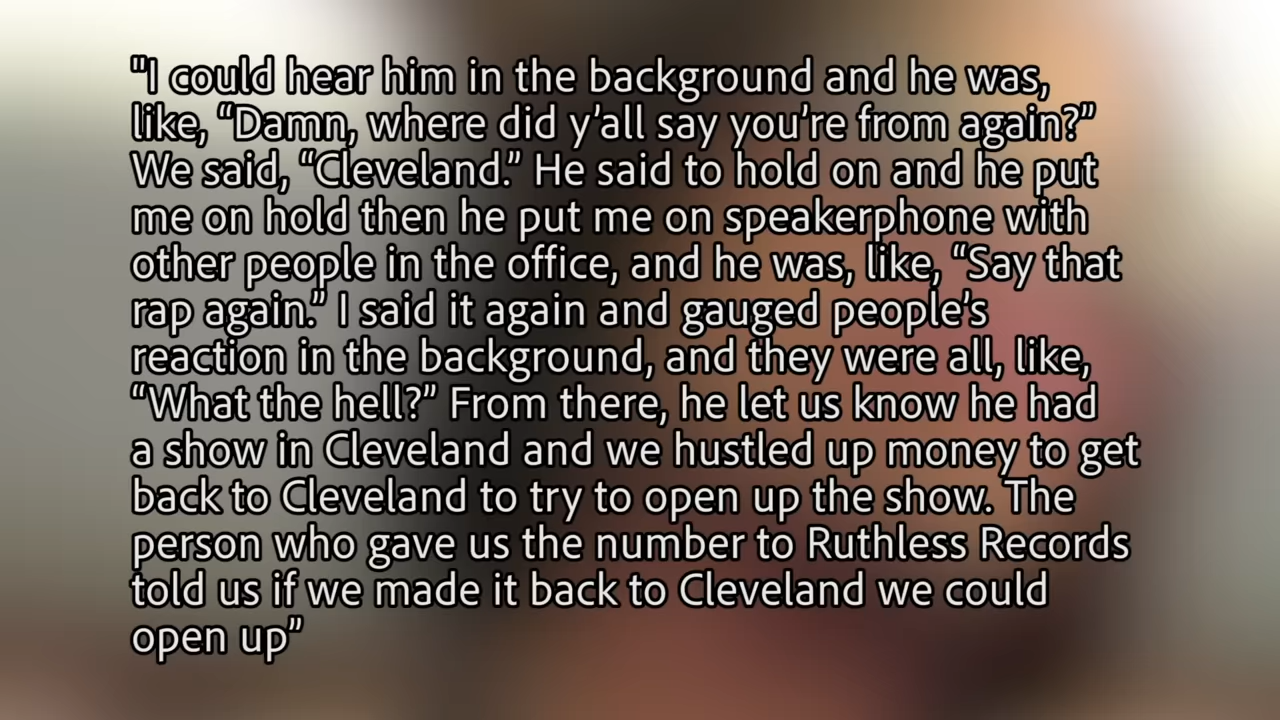 "I could hear him in the background and he was,
like, “Damn, where did y’all say you’re from again?”
We said, “Cleveland.” He said to hold on and he put
me on hold then he put me on speakerphone with
other people in the office, and he was, like, “Say that
rap again.” I said it again and gauged people’s
reaction in the background, and they were all, like,
“What the hell?” From there, he let us know he had
a show in Cleveland and we hustled up money to get
back to Cleveland to try to open up the show. The
person who gave us the number to Ruthless Records
told us if we made it back to Cleveland we could
open up”